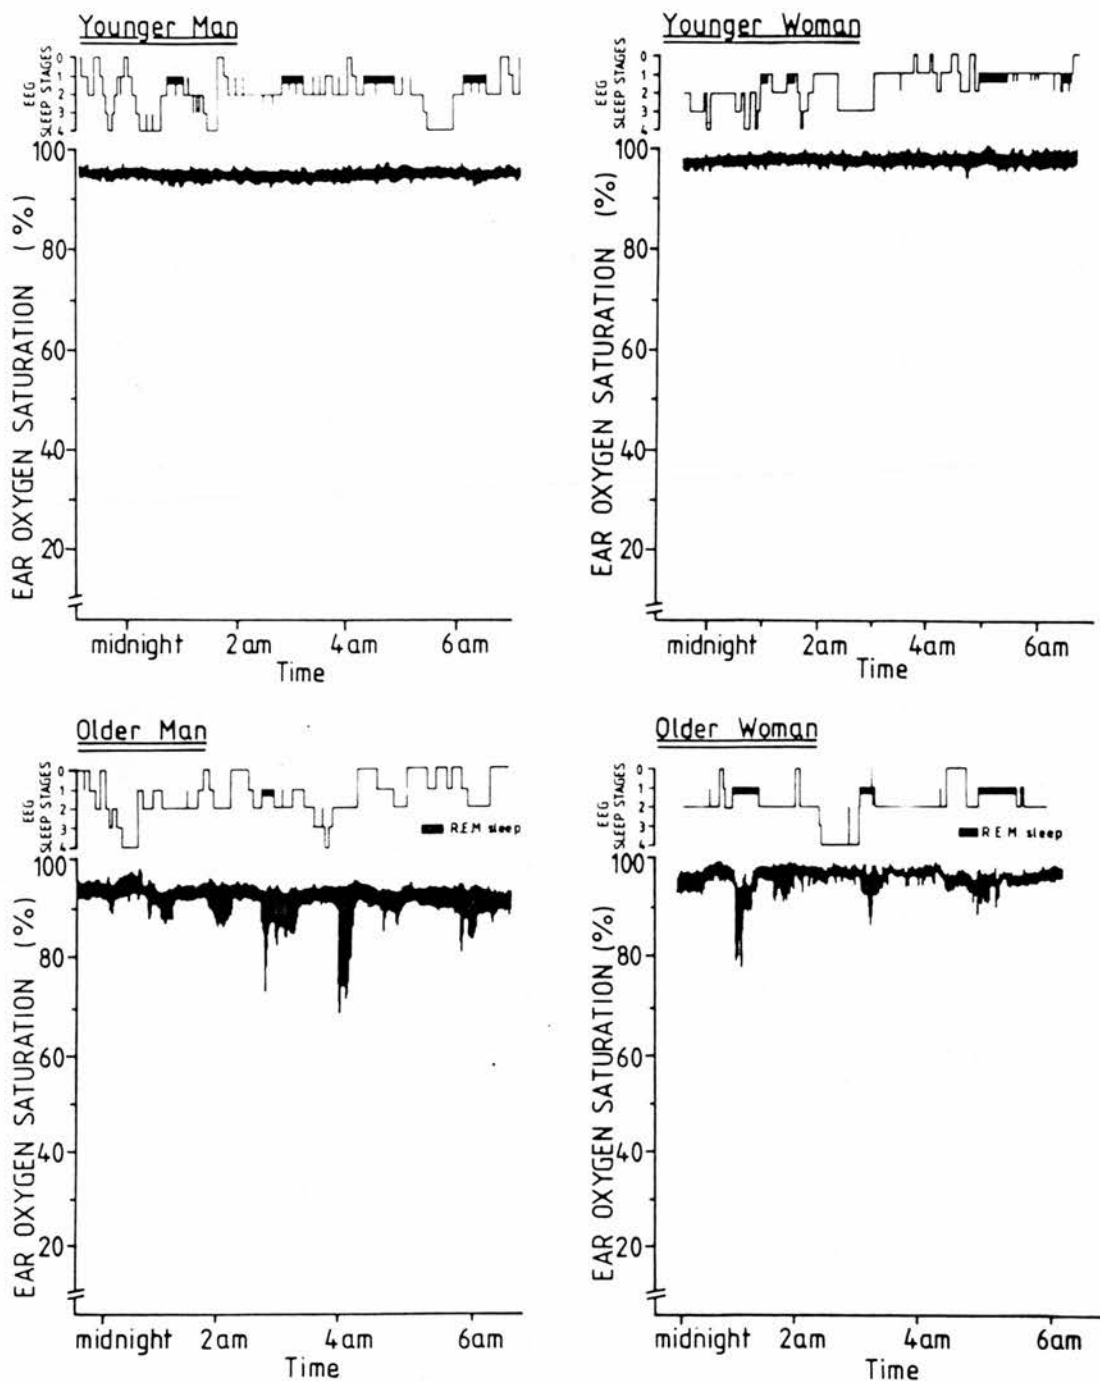 Younger Man
EEG
SLEEP STAGES
0
1
2
3
4
EAR OXYGEN SATURATION (%)
100
80
60
40
20
midnight 2am 4am 6am
Time
Younger Woman
EEG
SLEEP STAGES
0
1
2
3
4
EAR OXYGEN SATURATION (%)
100
80
60
40
20
midnight 2am 4am 6am
Time
Older Man
EEG
SLEEP STAGES
0
1
2
3
4
R.E.M sleep
EAR OXYGEN SATURATION (%)
100
80
60
40
20
midnight 2am 4am 6am
Time
Older Woman
EEG
SLEEP STAGES
0
1
2
3
4
R.E.M sleep
EAR OXYGEN SATURATION (%)
100
80
60
40
20
midnight 2am 4am 6am
Time